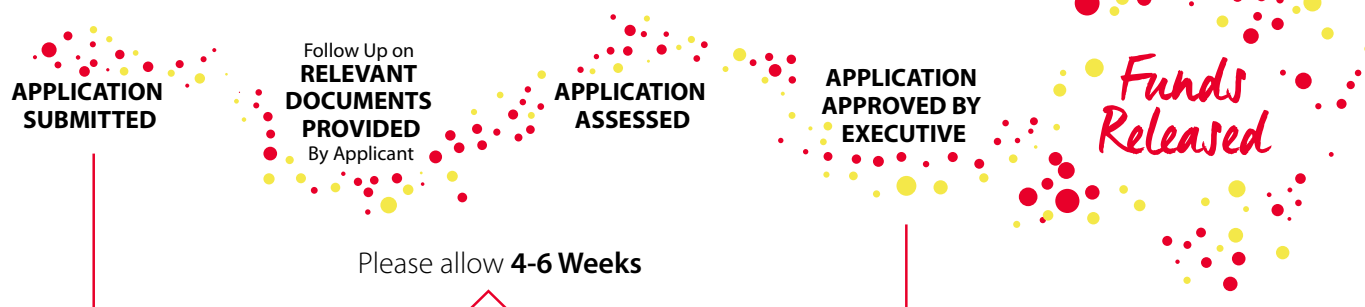 APPLICATION
SUBMITTED
Follow Up on
RELEVANT
DOCUMENTS
PROVIDED
By Applicant
APPLICATION
ASSESSED
APPLICATION
APPROVED BY
EXECUTIVE
Funds
Released
Please allow 4-6 Weeks